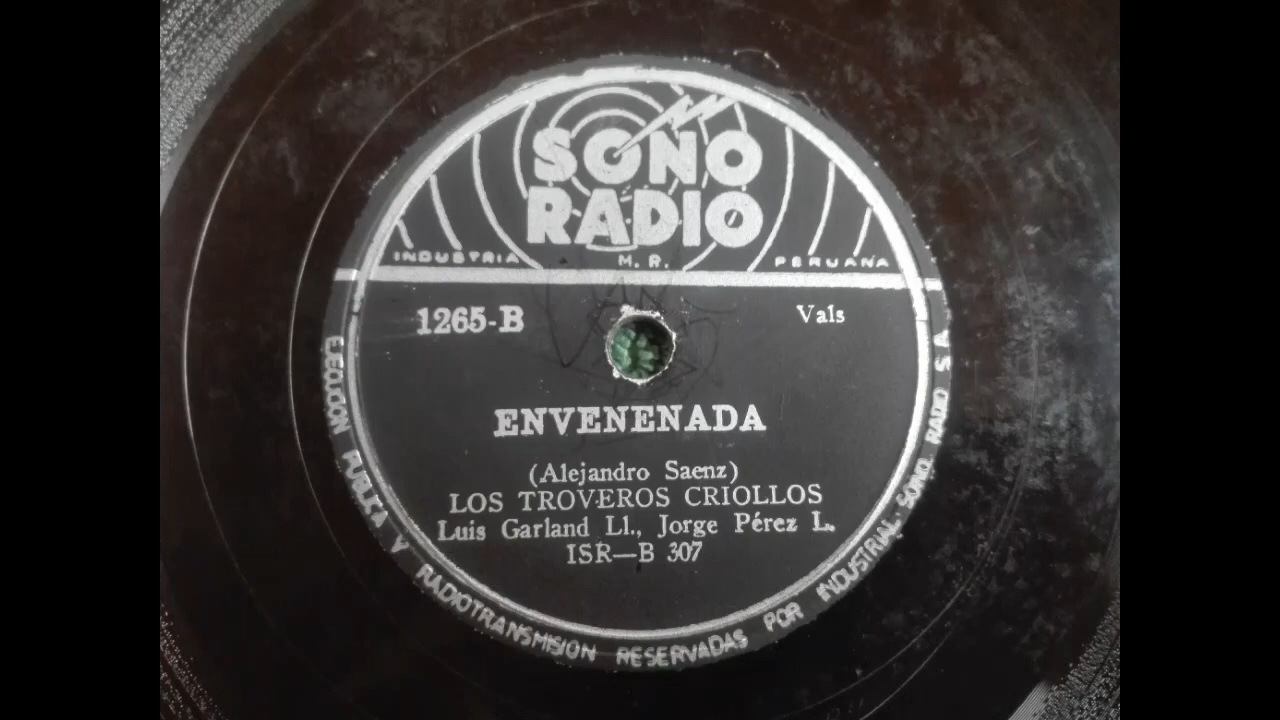 SONO
RADIO
INDUSTRIA M. R. PERUANA
1265-B Vals
ENVENENADA
(Alejandro Saenz)
LOS TROVEROS CRIOLLOS
Luis Garland Ll., Jorge Pérez L.
ISR—B 307
EJECUCION PUBLICA Y RADIOTRANSMISION RESERVADAS POR INDUSTRIAL SONO RADIO S A